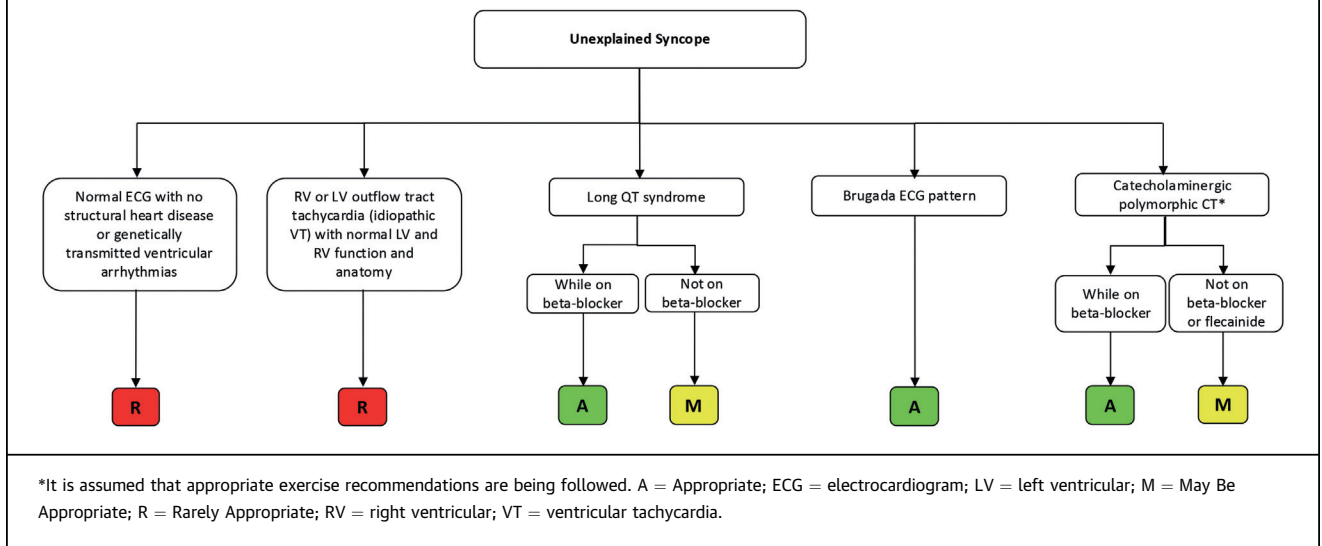 Unexplained Syncope
Normal ECG with no
structural heart disease
or genetically
transmitted ventricular
arrhythmias
RV or LV outflow tract
tachycardia (idiopathic
VT) with normal LV and
RV function and
anatomy
Long QT syndrome
Brugada ECG pattern
Catecholaminergic
polymorphic CT*
While on
beta-blocker
Not on
beta-blocker
While on
beta-blocker
Not on
beta-blocker
or flecainide
R
R
A
M
A
A
M
*It is assumed that appropriate exercise recommendations are being followed. A = Appropriate; ECG = electrocardiogram; LV = left ventricular; M = May Be
Appropriate; R = Rarely Appropriate; RV = right ventricular; VT = ventricular tachycardia.